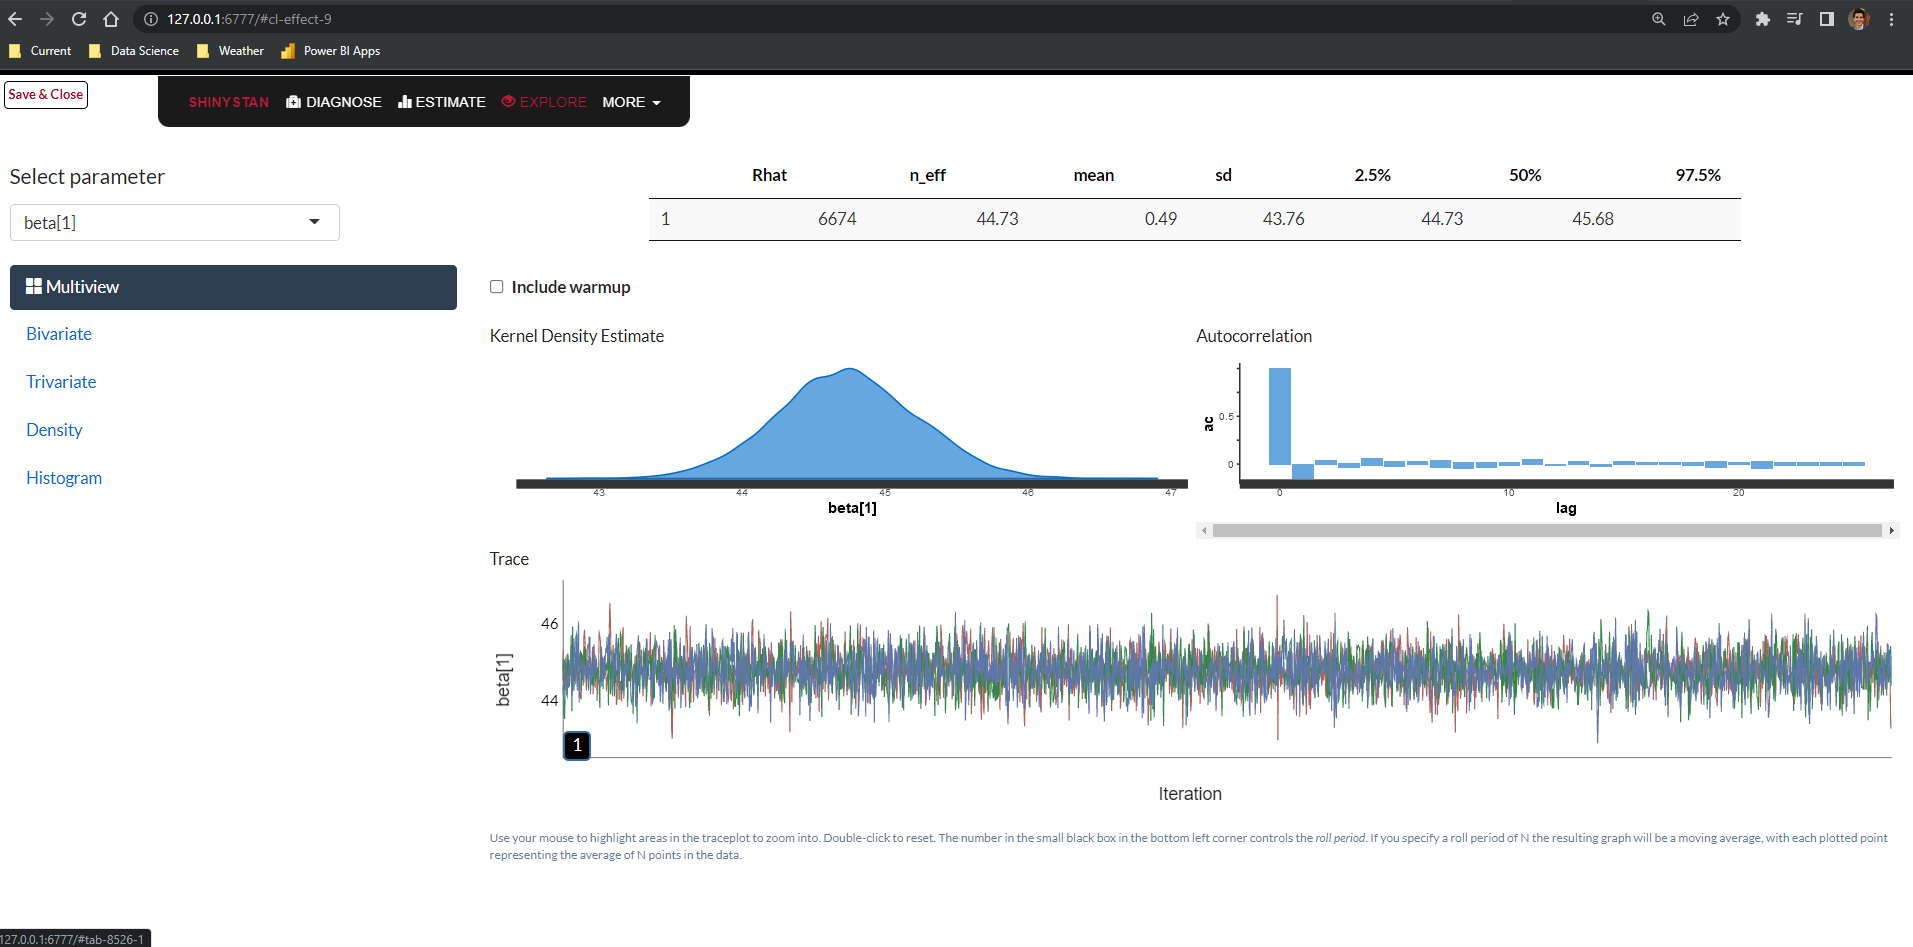 127.0.0.1:6777/#cl-effect-9
Current Data Science Weather Power BI Apps
Save & Close
SHINYSTAN DIAGNOSE ESTIMATE EXPLORE MORE
Select parameter
beta[1]
Rhat n_eff mean sd 2.5% 50% 97.5%
1 6674 44.73 0.49 43.76 44.73 45.68
Multiview
Bivariate
Trivariate
Density
Histogram
Include warmup
Kernel Density Estimate
43 44 45 46 47
beta[1]
Autocorrelation
ac
0.5
0
0 10 20
lag
Trace
beta[1]
46
44
1
Iteration
Use your mouse to highlight areas in the traceplot to zoom into. Double-click to reset. The number in the small black box in the bottom left corner controls the roll period. If you specify a roll period of N the resulting graph will be a moving average, with each plotted point
representing the average of N points in the data.
127.0.0.1:6777/#tab-8526-1